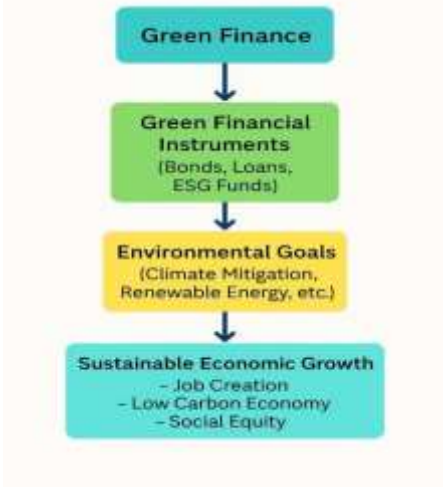 Green Finance
Green Financial
Instruments
(Bonds, Loans,
ESG Funds)
Environmental Goals
(Climate Mitigation,
Renewable Energy, etc.)
Sustainable Economic Growth
– Job Creation
– Low Carbon Economy
– Social Equity